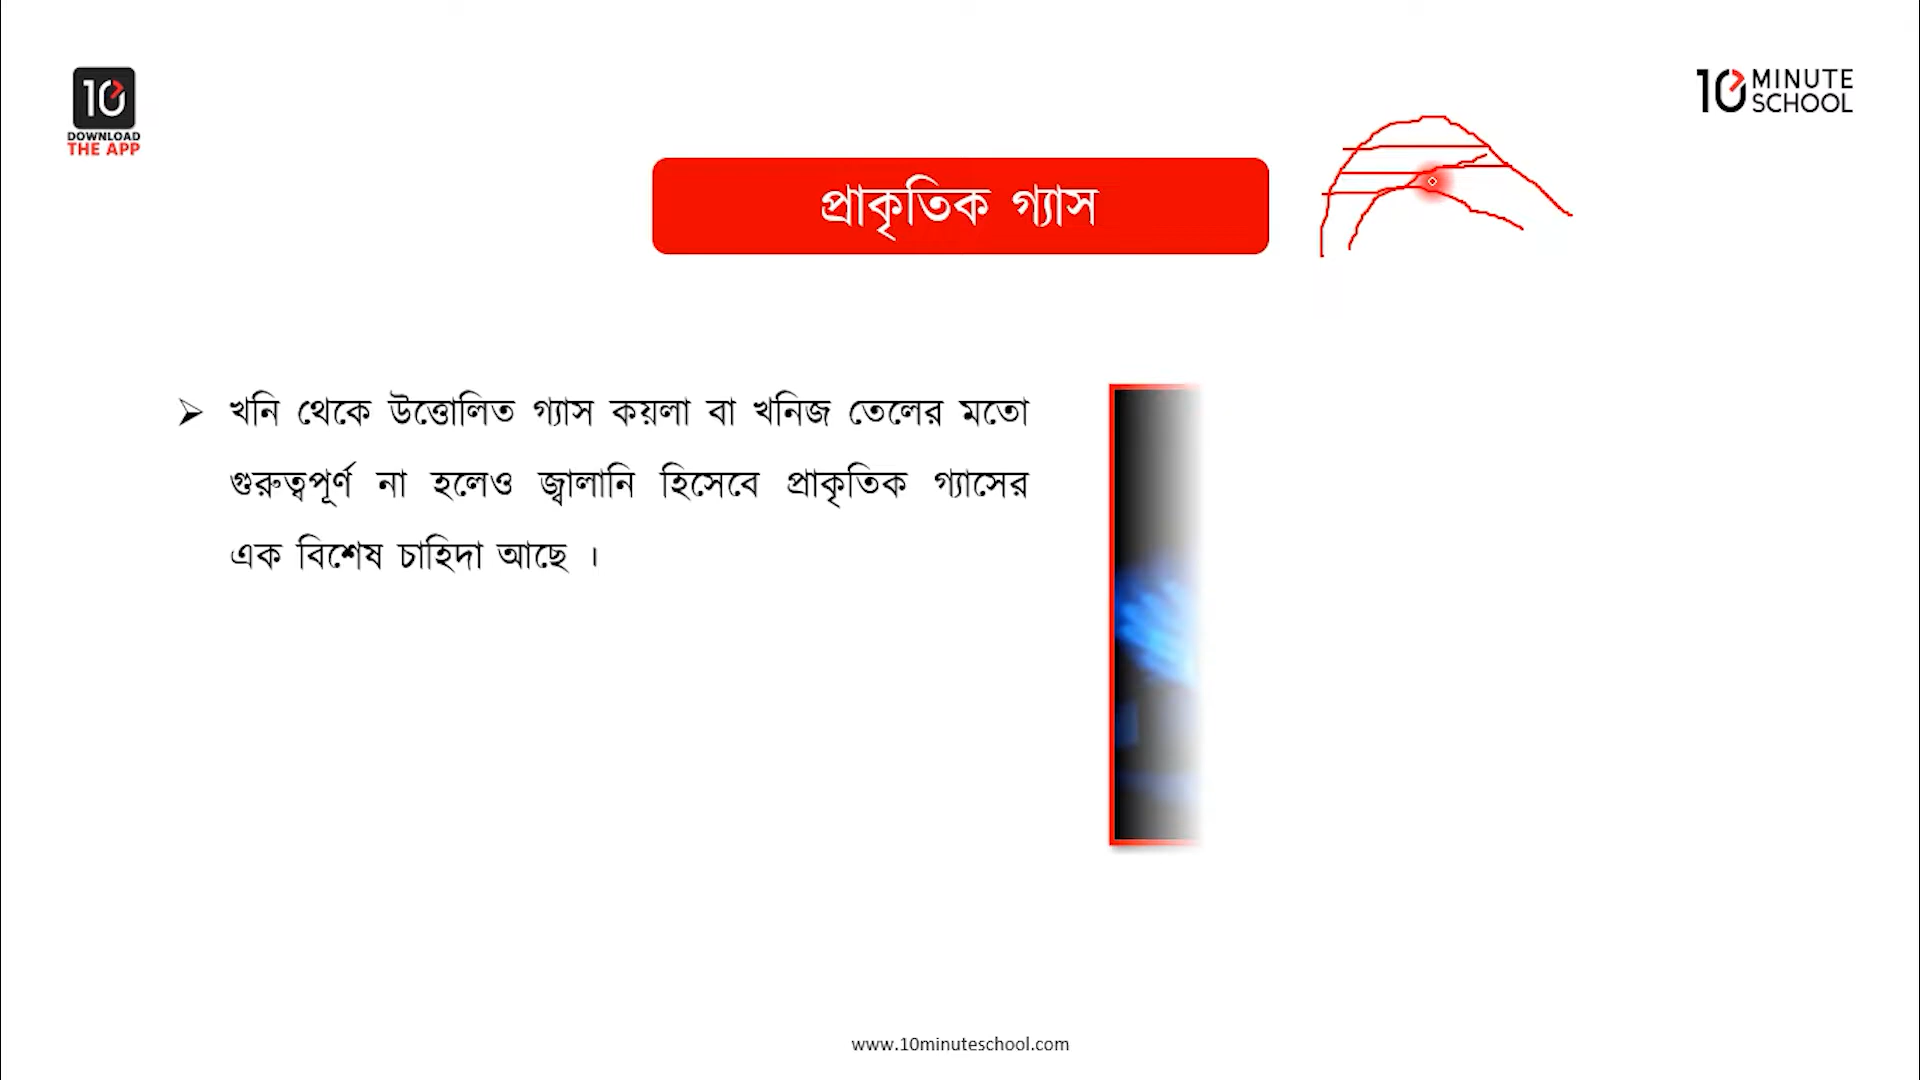 10
DOWNLOAD
THE APP
10 MINUTE
SCHOOL
প্রাকৃতিক গ্যাস
খনি থেকে উত্তোলিত গ্যাস কয়লা বা খনিজ তেলের মতো
গুরুত্বপূর্ণ না হলেও জ্বালানি হিসেবে প্রাকৃতিক গ্যাসের
এক বিশেষ চাহিদা আছে ।
www.10minuteschool.com